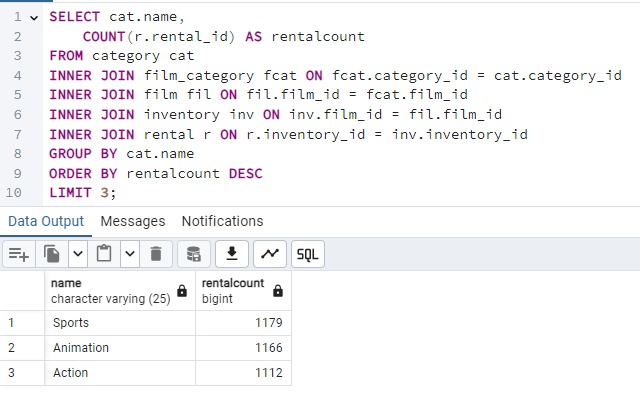 1 SELECT cat.name,
2 COUNT(r.rental_id) AS rentalcount
3 FROM category cat
4 INNER JOIN film_category fcat ON fcat.category_id = cat.category_id
5 INNER JOIN film fil ON fil.film_id = fcat.film_id
6 INNER JOIN inventory inv ON inv.film_id = fil.film_id
7 INNER JOIN rental r ON r.inventory_id = inv.inventory_id
8 GROUP BY cat.name
9 ORDER BY rentalcount DESC
10 LIMIT 3;
Data Output Messages Notifications
SQL
name rentalcount
character varying (25) bigint
1 Sports 1179
2 Animation 1166
3 Action 1112